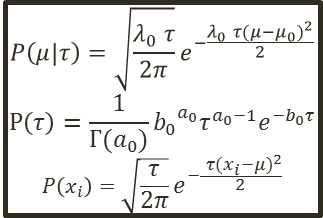 P(μ|τ) = √(λ₀ τ / 2π) e^(−λ₀ τ(μ−μ₀)² / 2)
P(τ) = 1 / Γ(a₀) b₀^a₀ τ^(a₀−1) e^(−b₀τ)
P(xᵢ) = √(τ / 2π) e^(−τ(xᵢ−μ)² / 2)